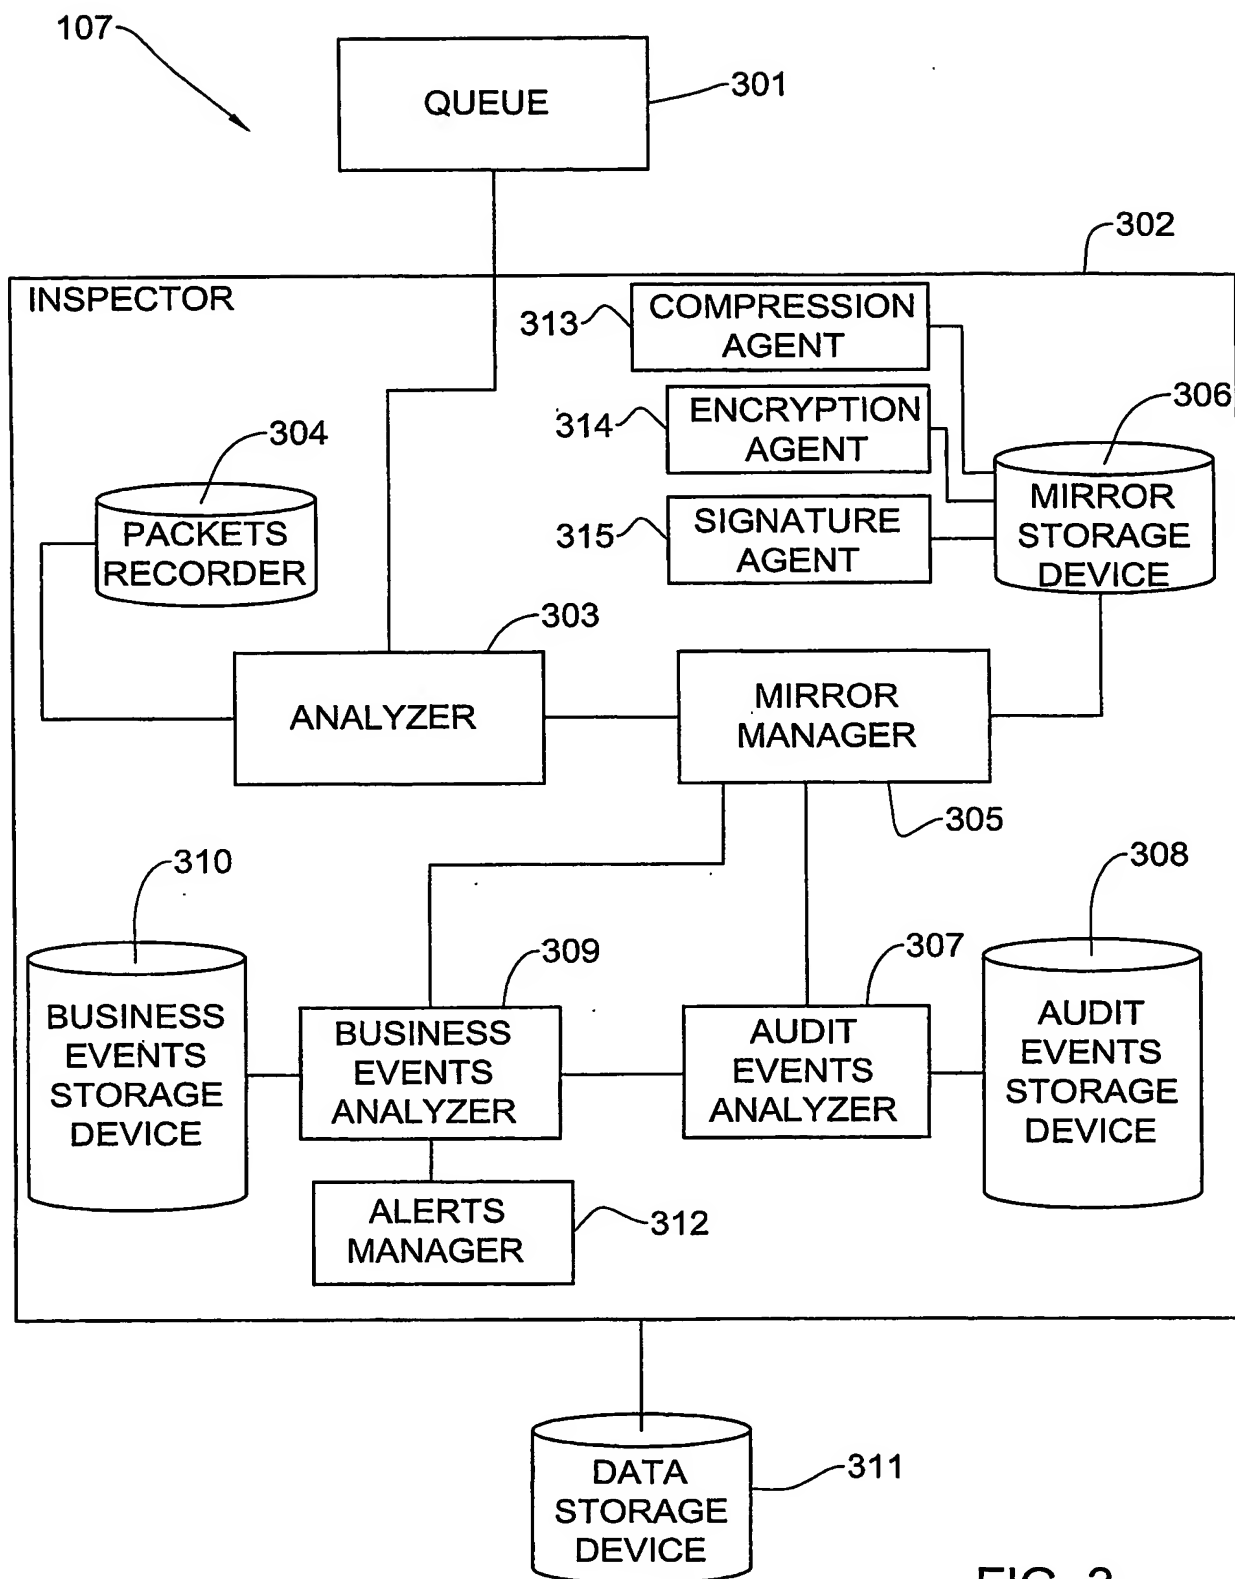 107
QUEUE
301
302
INSPECTOR
COMPRESSION
AGENT
313
ENCRYPTION
AGENT
314
306
304
SIGNATURE
AGENT
315
MIRROR
STORAGE
DEVICE
PACKETS
RECORDER
303
ANALYZER
MIRROR
MANAGER
305
310
308
309
307
BUSINESS
EVENTS
STORAGE
DEVICE
BUSINESS
EVENTS
ANALYZER
AUDIT
EVENTS
ANALYZER
AUDIT
EVENTS
STORAGE
DEVICE
ALERTS
MANAGER
312
DATA
STORAGE
DEVICE
311